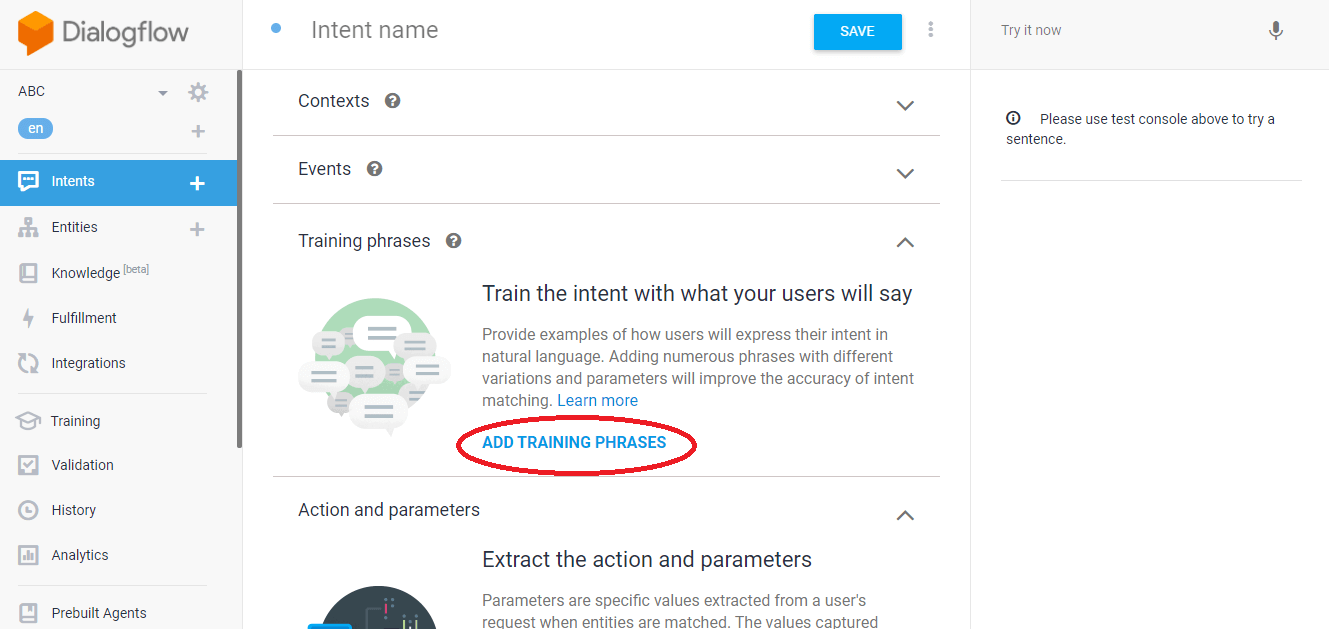 Dialogflow
ABC
en
Intents
Entities
Knowledge [beta]
Fulfillment
Integrations
Training
Validation
History
Analytics
Prebuilt Agents
Intent name
SAVE
Contexts
Events
Training phrases
Train the intent with what your users will say
Provide examples of how users will express their intent in
natural language. Adding numerous phrases with different
variations and parameters will improve the accuracy of intent
matching. Learn more
ADD TRAINING PHRASES
Action and parameters
Extract the action and parameters
Parameters are specific values extracted from a user's
request when entities are matched. The values captured
Try it now
Please use test console above to try a
sentence.